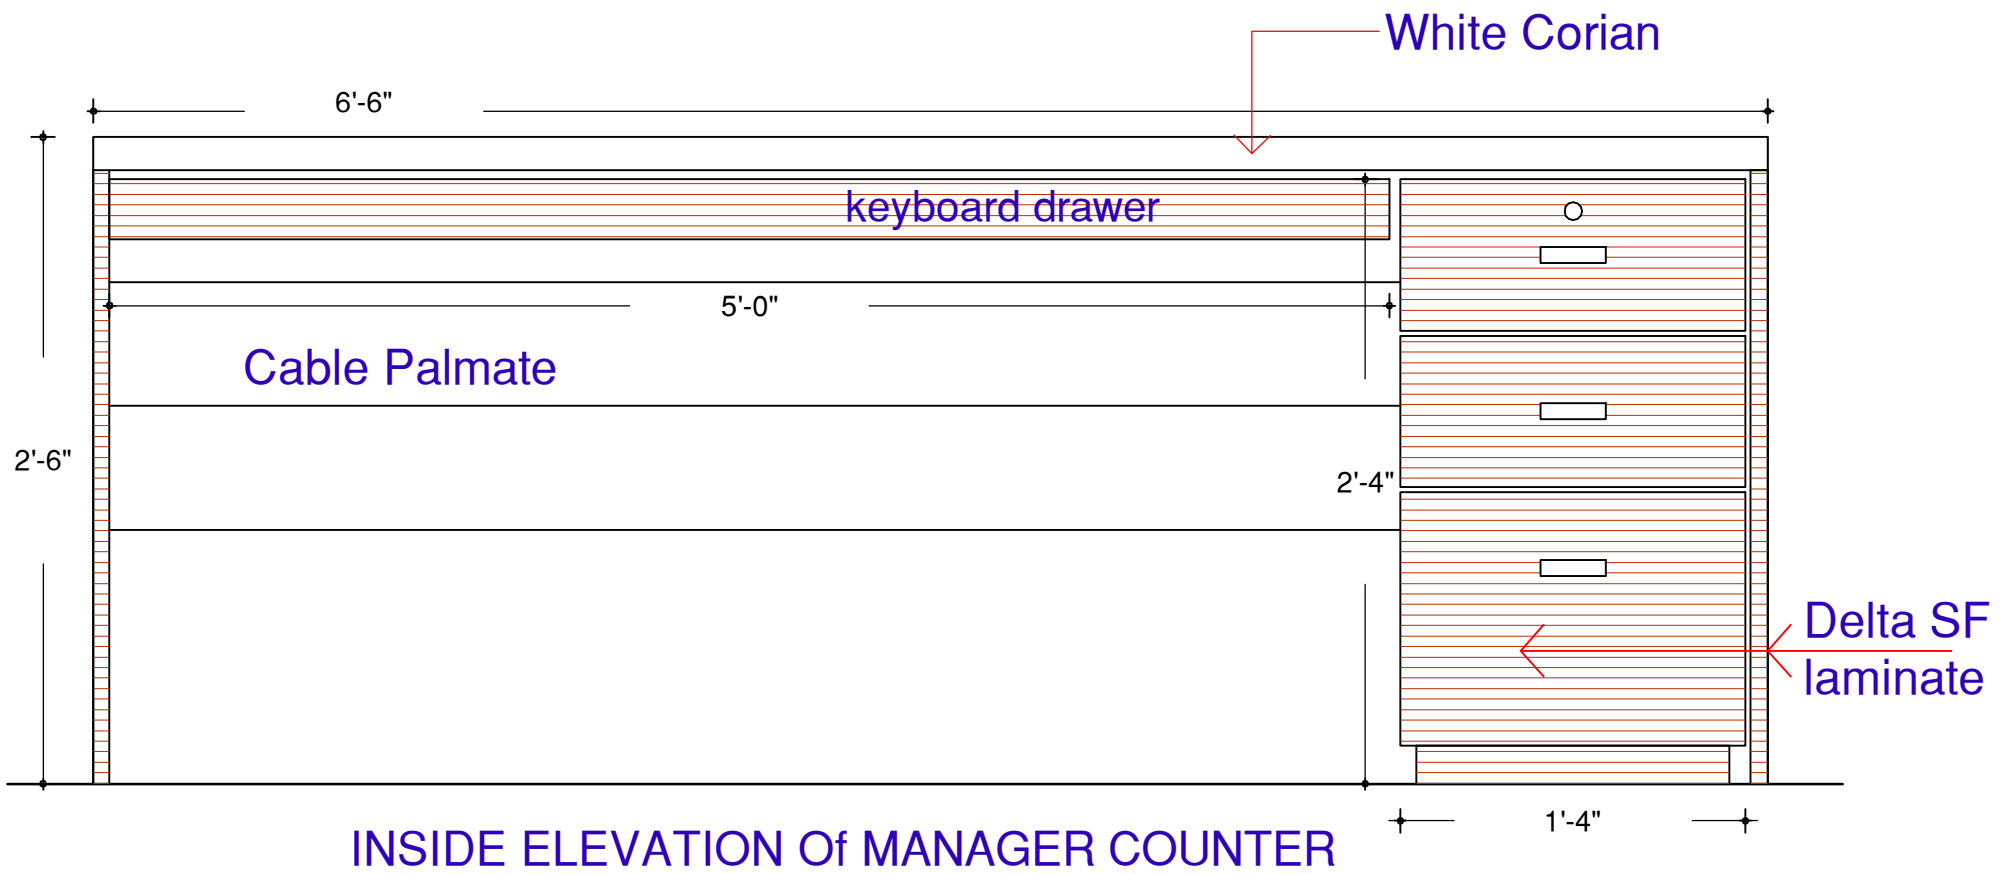 White Corian
6'-6"
keyboard drawer
5'-0"
Cable Palmate
2'-6"
2'-4"
Delta SF
laminate
1'-4"
INSIDE ELEVATION Of MANAGER COUNTER